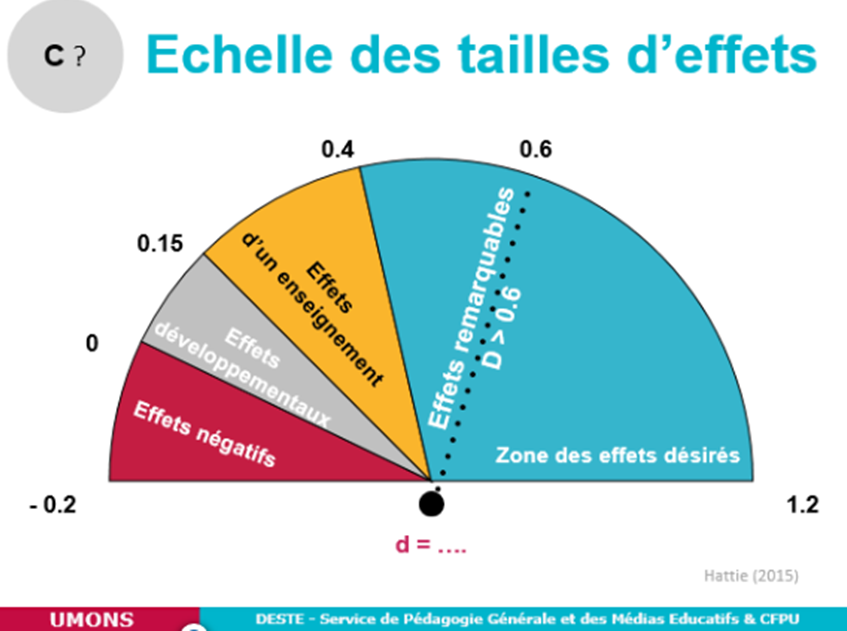 C ?
Echelle des tailles d’effets
0.4
0.6
0.15
0
- 0.2
1.2
Effets négatifs
Effets
développementaux
Effets
d’un enseignement
Effets remarquables
D > 0.6
Zone des effets désirés
d = ....
Hattie (2015)
UMONS
DESTE - Service de Pédagogie Générale et des Médias Educatifs & CFPU